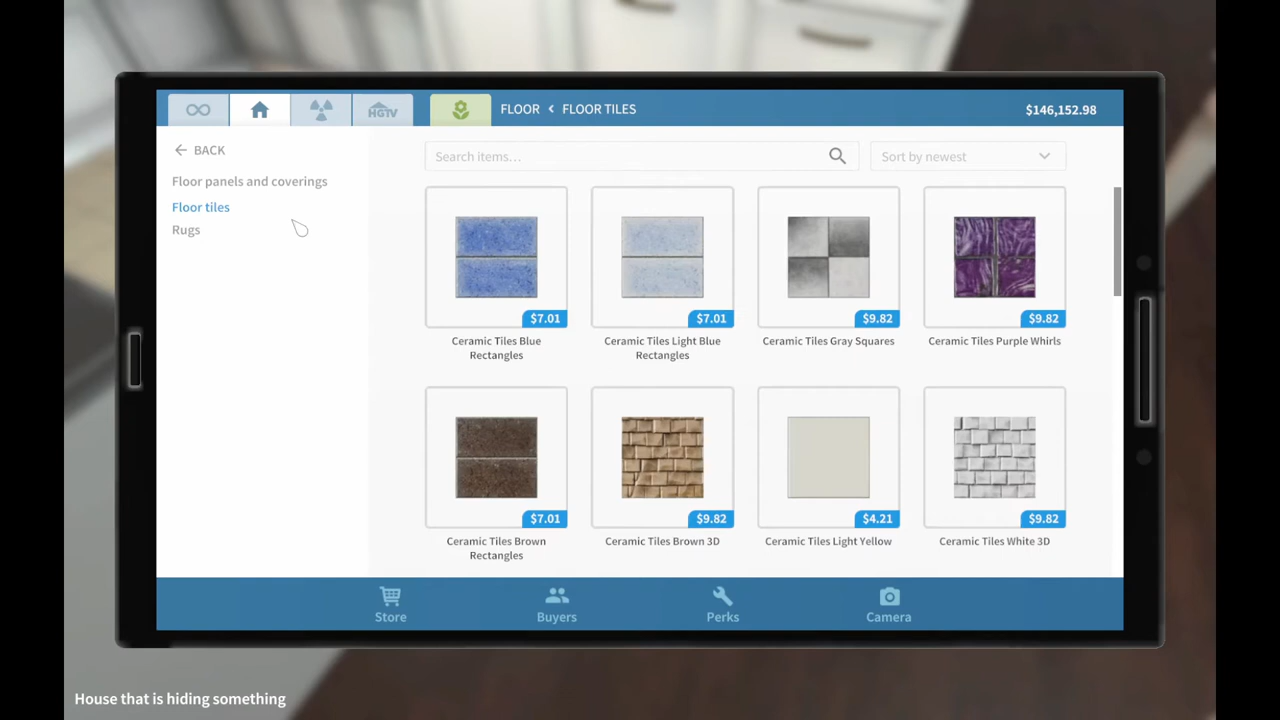 HGTV
FLOOR < FLOOR TILES
$146,152.98
BACK
Floor panels and coverings
Floor tiles
Rugs
Search items...
Sort by newest
$7.01
$7.01
$9.82
$9.82
Ceramic Tiles Blue
Rectangles
Ceramic Tiles Light Blue
Rectangles
Ceramic Tiles Gray Squares
Ceramic Tiles Purple Whirls
$7.01
$9.82
$4.21
$9.82
Ceramic Tiles Brown
Rectangles
Ceramic Tiles Brown 3D
Ceramic Tiles Light Yellow
Ceramic Tiles White 3D
Store
Buyers
Perks
Camera
House that is hiding something